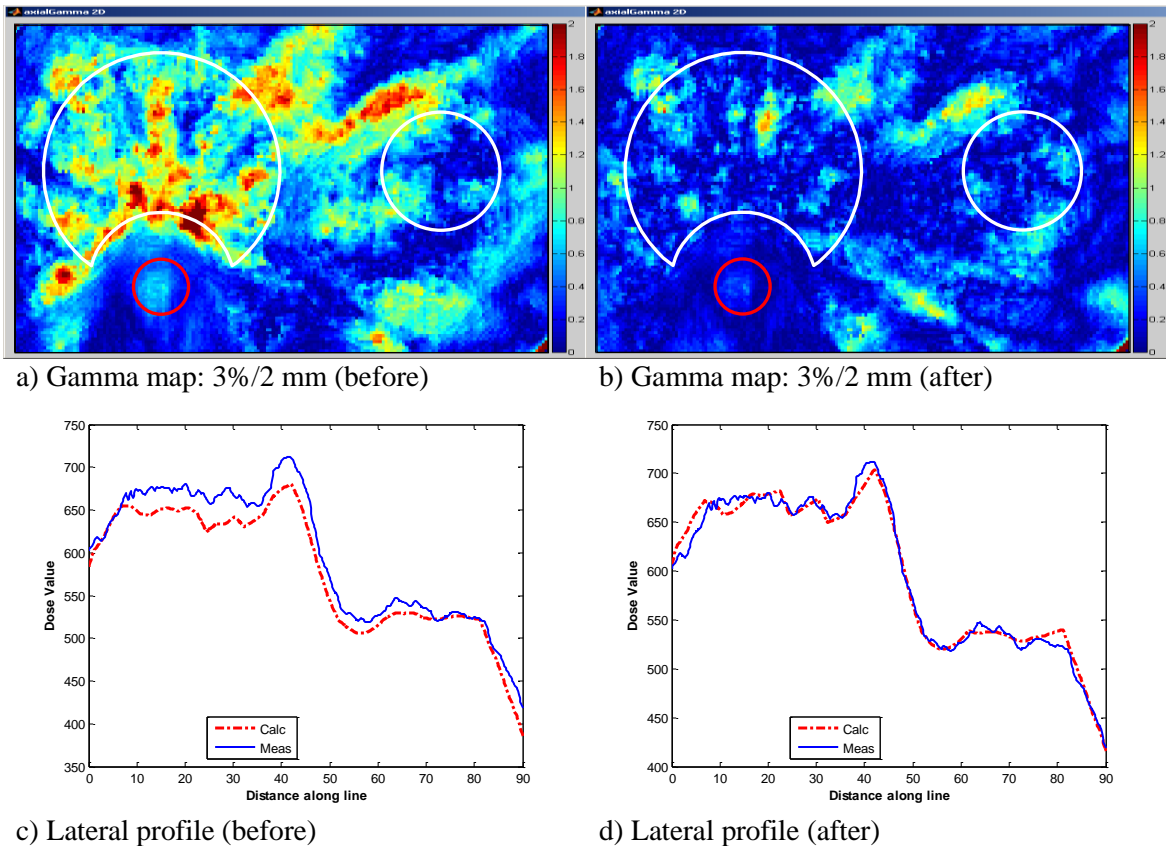 axialGamma 2D
axialGamma 2D
2
1.8
1.6
1.4
1.2
1
0.8
0.6
0.4
0.2
0
2
1.8
1.6
1.4
1.2
1
0.8
0.6
0.4
0.2
0
a) Gamma map: 3%/2 mm (before)
b) Gamma map: 3%/2 mm (after)
750
700
650
600
550
500
450
400
350
Dose Value
Calc
Meas
0 10 20 30 40 50 60 70 80 90
Distance along line
750
700
650
600
550
500
450
400
Dose Value
Calc
Meas
0 10 20 30 40 50 60 70 80 90
Distance along line
c) Lateral profile (before)
d) Lateral profile (after)